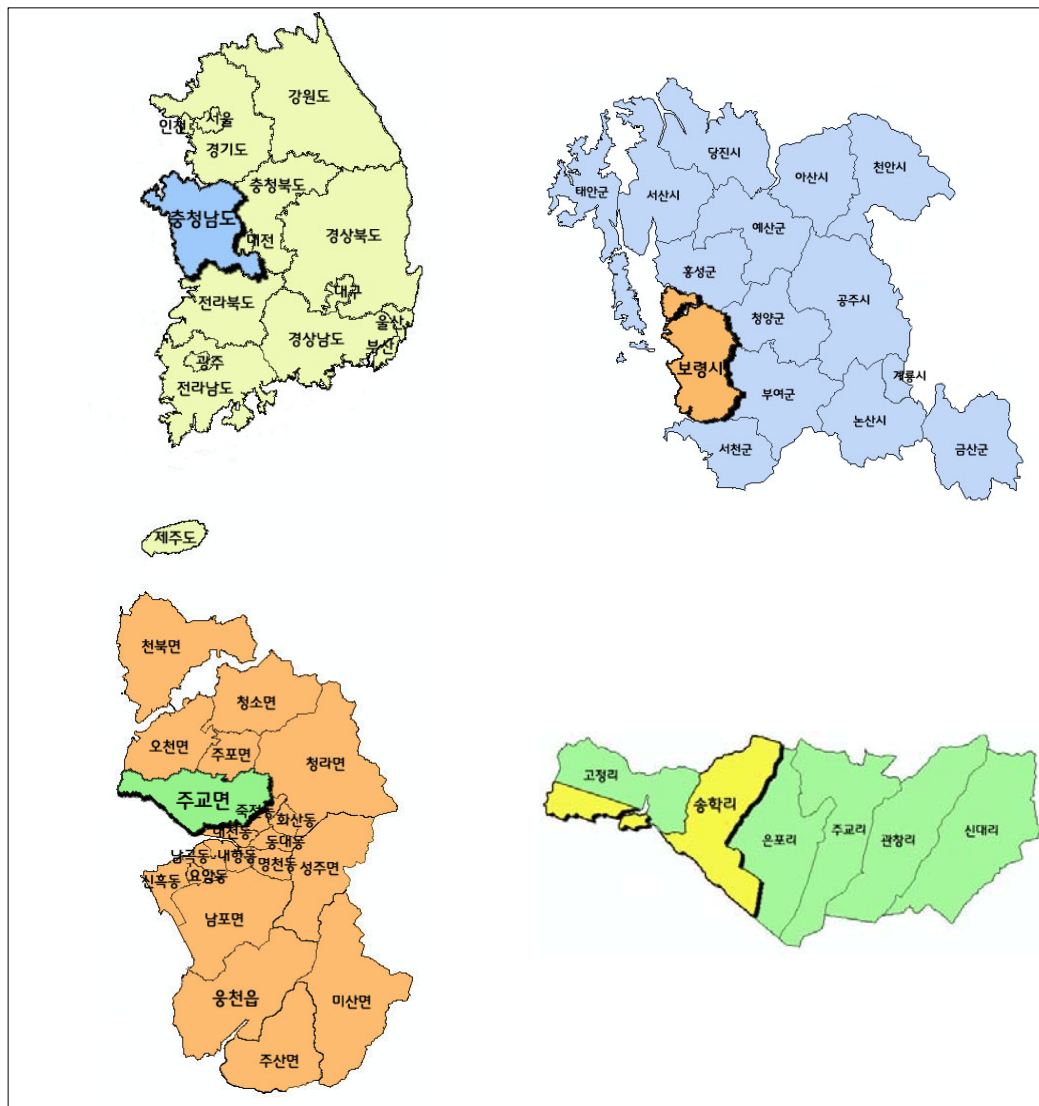 강원도
서울
인천
경기도
충청북도
충청남도
대전
경상북도
전라북도
대구
울산
경상남도
부산
광주
전라남도
제주도
당진시
천안시
아산시
태안군
서산시
예산군
홍성군
공주시
청양군
보령시
계룡시
부여군
논산시
서천군
금산군
천북면
청소면
오천면
주포면
청라면
주교면
죽정동
화산동
대천동
동대동
남곡동
내항동
명천동
성주면
신흑동
요암동
남포면
웅천읍
미산면
주산면
고정리
송학리
은포리
주교리
관창리
신대리